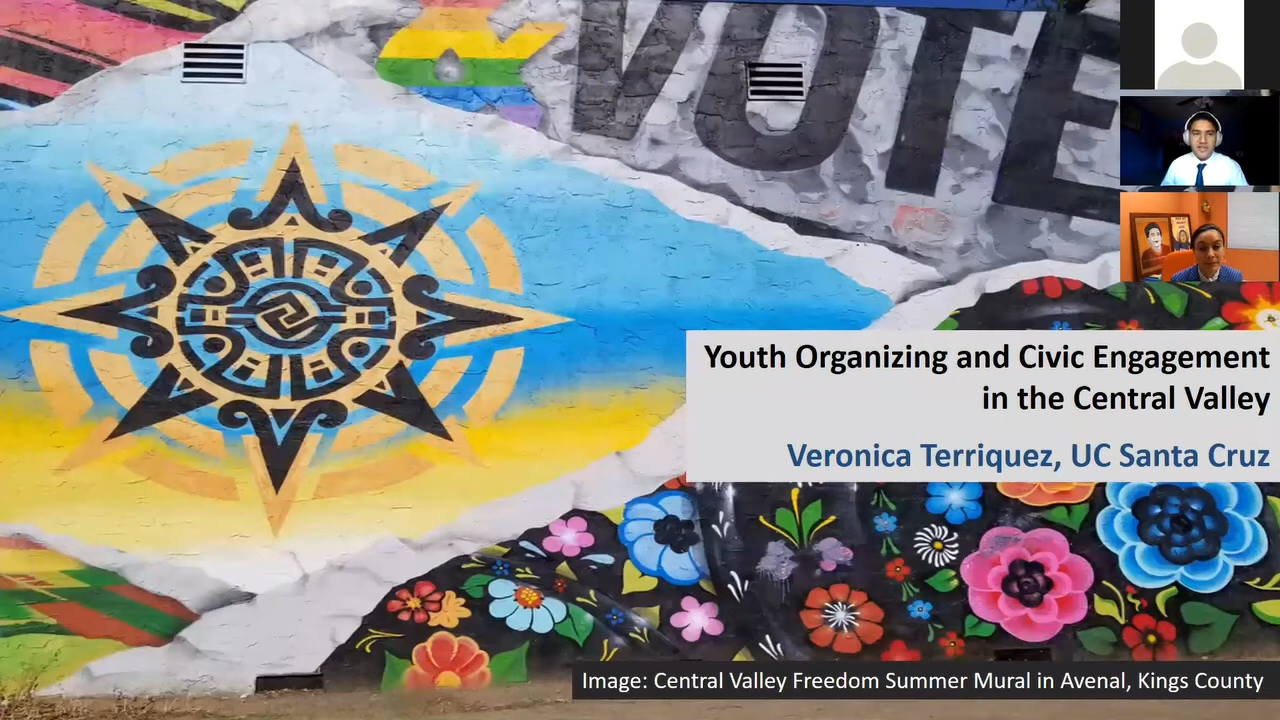 VOTE
Youth Organizing and Civic Engagement
in the Central Valley
Veronica Terriquez, UC Santa Cruz
Image: Central Valley Freedom Summer Mural in Avenal, Kings County